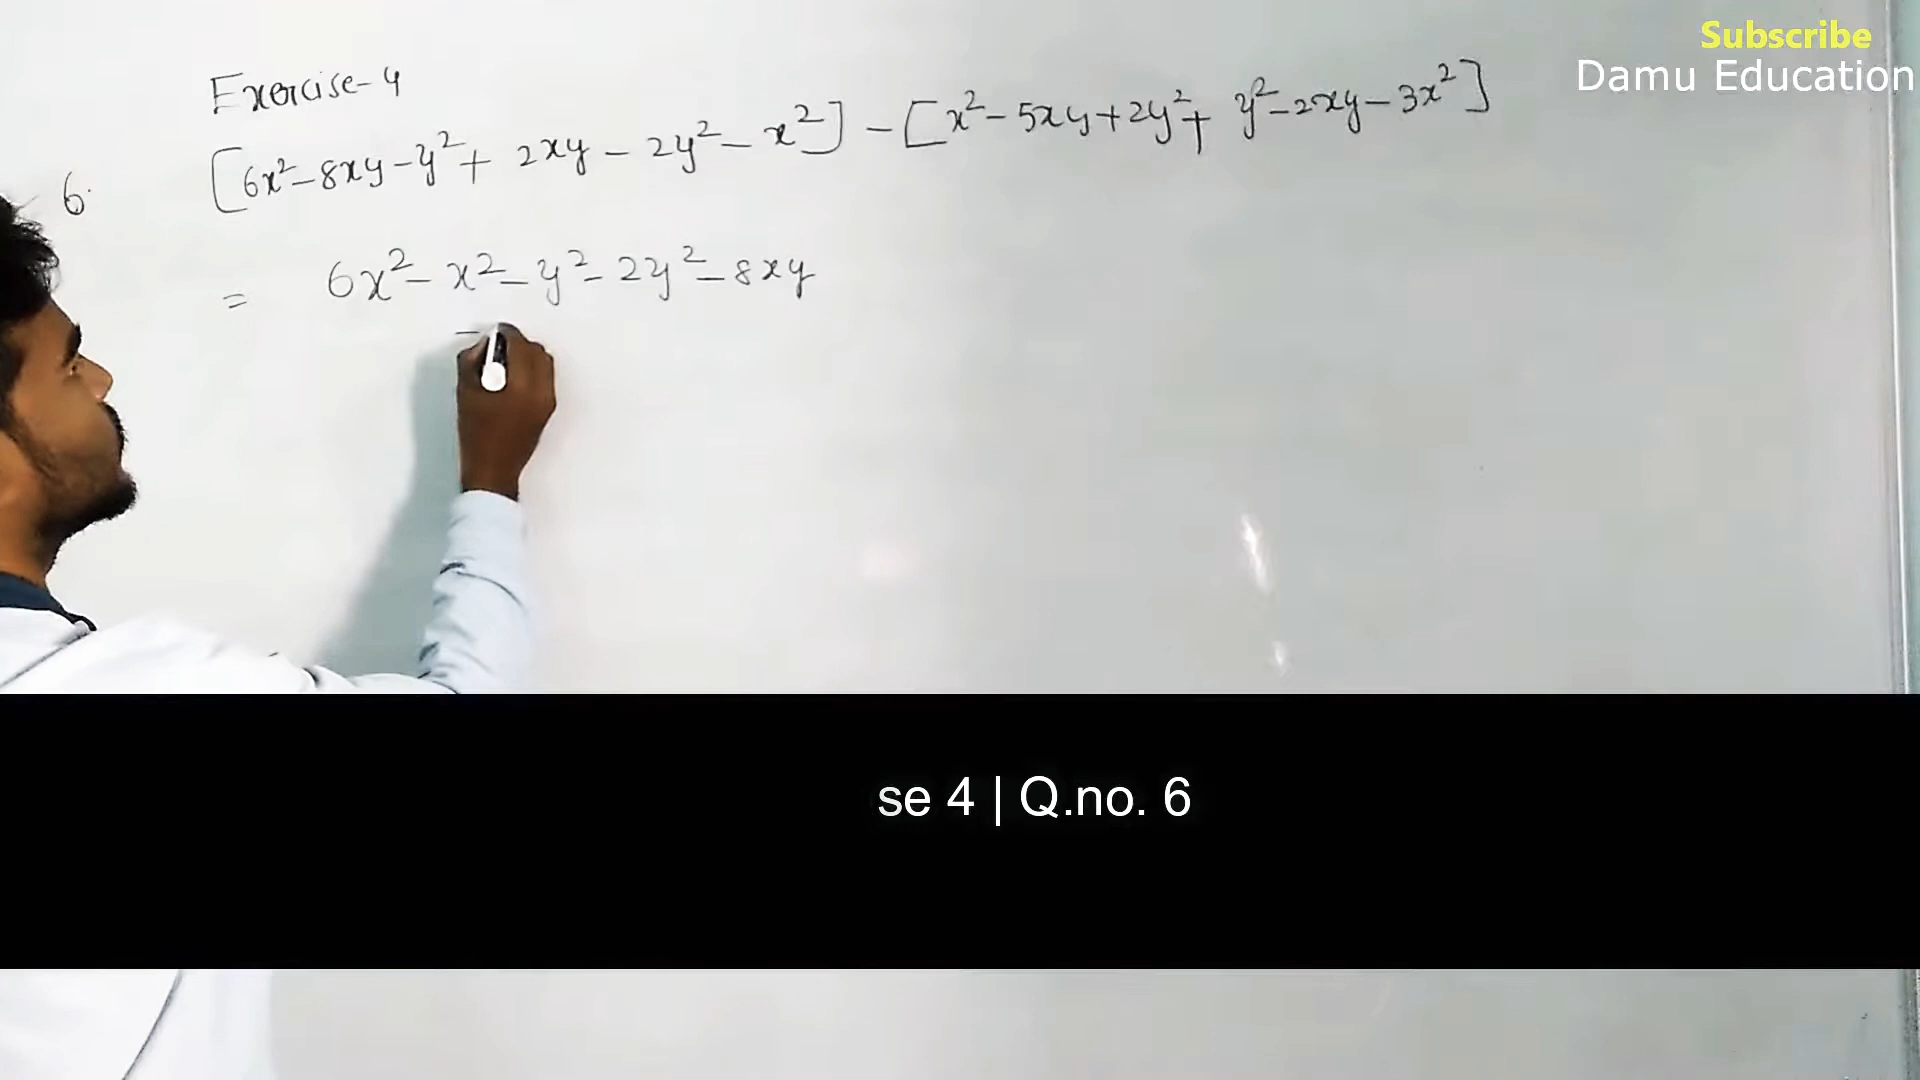 Subscribe
Damu Education
Exercise-4
6. [6x²-8xy-y²+ 2xy - 2y²- x²] - [x²- 5xy+2y²+ y²-2xy-3x²]
= 6x²- x²- y²- 2y²- 8xy
se 4 | Q.no. 6